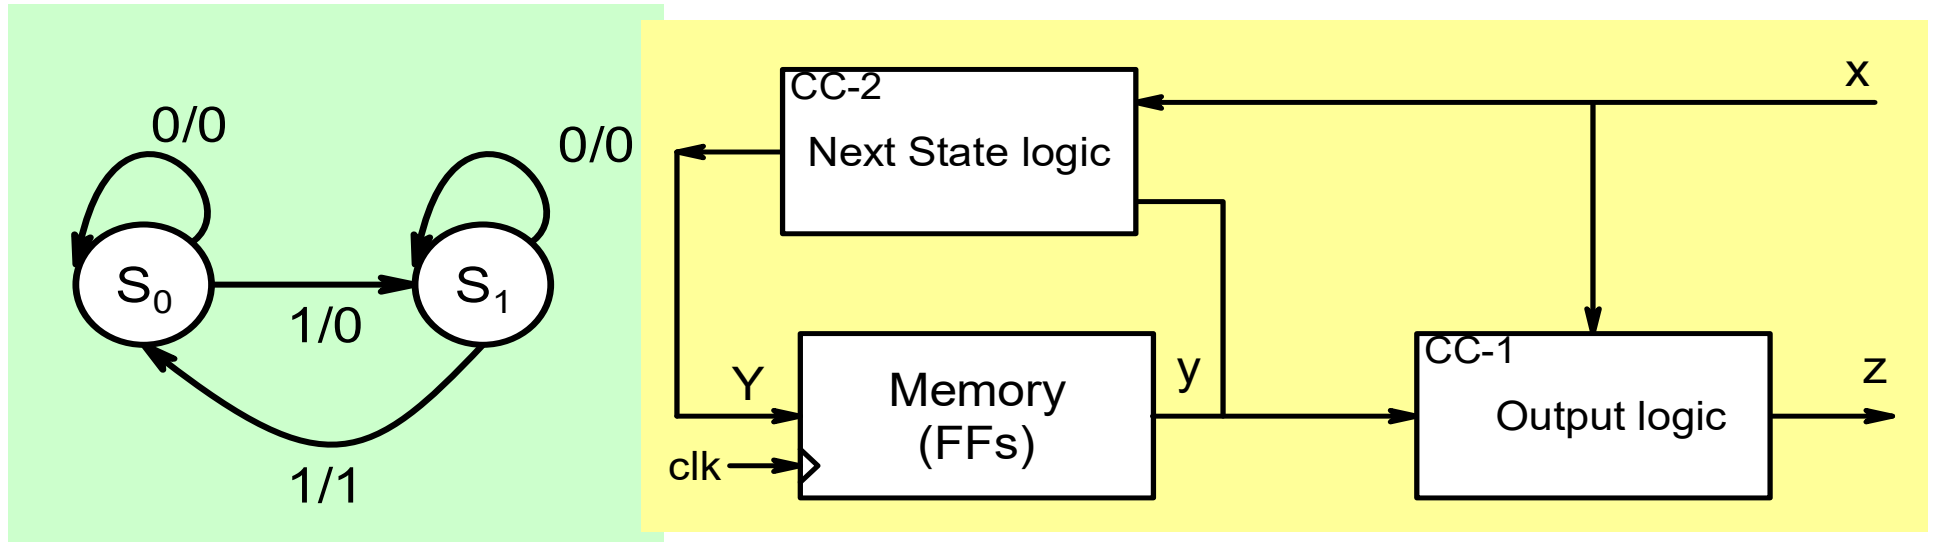 0/0
0/0
S0
S1
1/0
1/1
x
CC-2
Next State logic
Y
Memory
(FFs)
y
clk
CC-1
Output logic
z